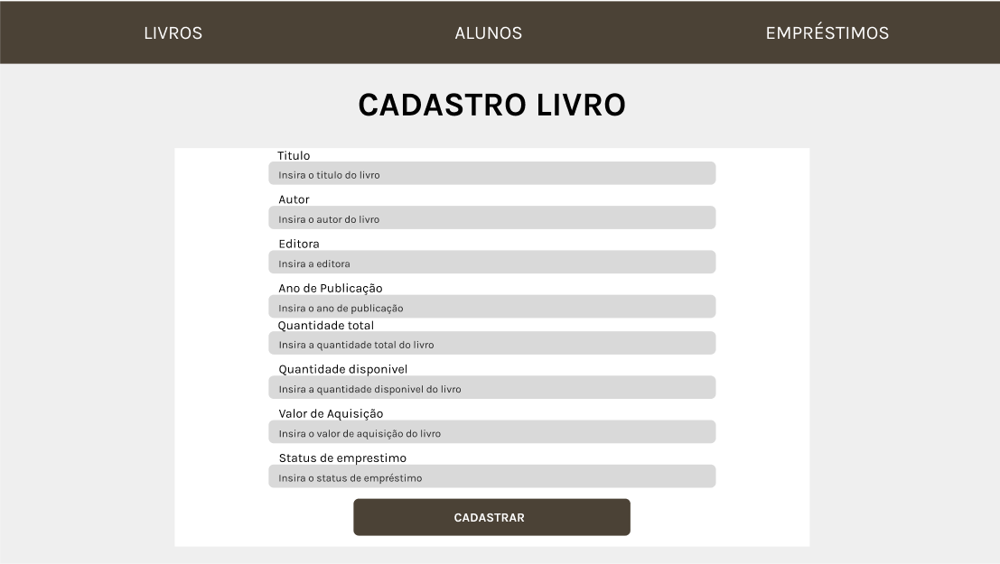 LIVROS ALUNOS EMPRÉSTIMOS
CADASTRO LIVRO
Titulo
Insira o titulo do livro
Autor
Insira o autor do livro
Editora
Insira a editora
Ano de Publicação
Insira o ano de publicação
Quantidade total
Insira a quantidade total do livro
Quantidade disponivel
Insira a quantidade disponivel do livro
Valor de Aquisição
Insira o valor de aquisição do livro
Status de emprestimo
Insira o status de empréstimo
CADASTRAR